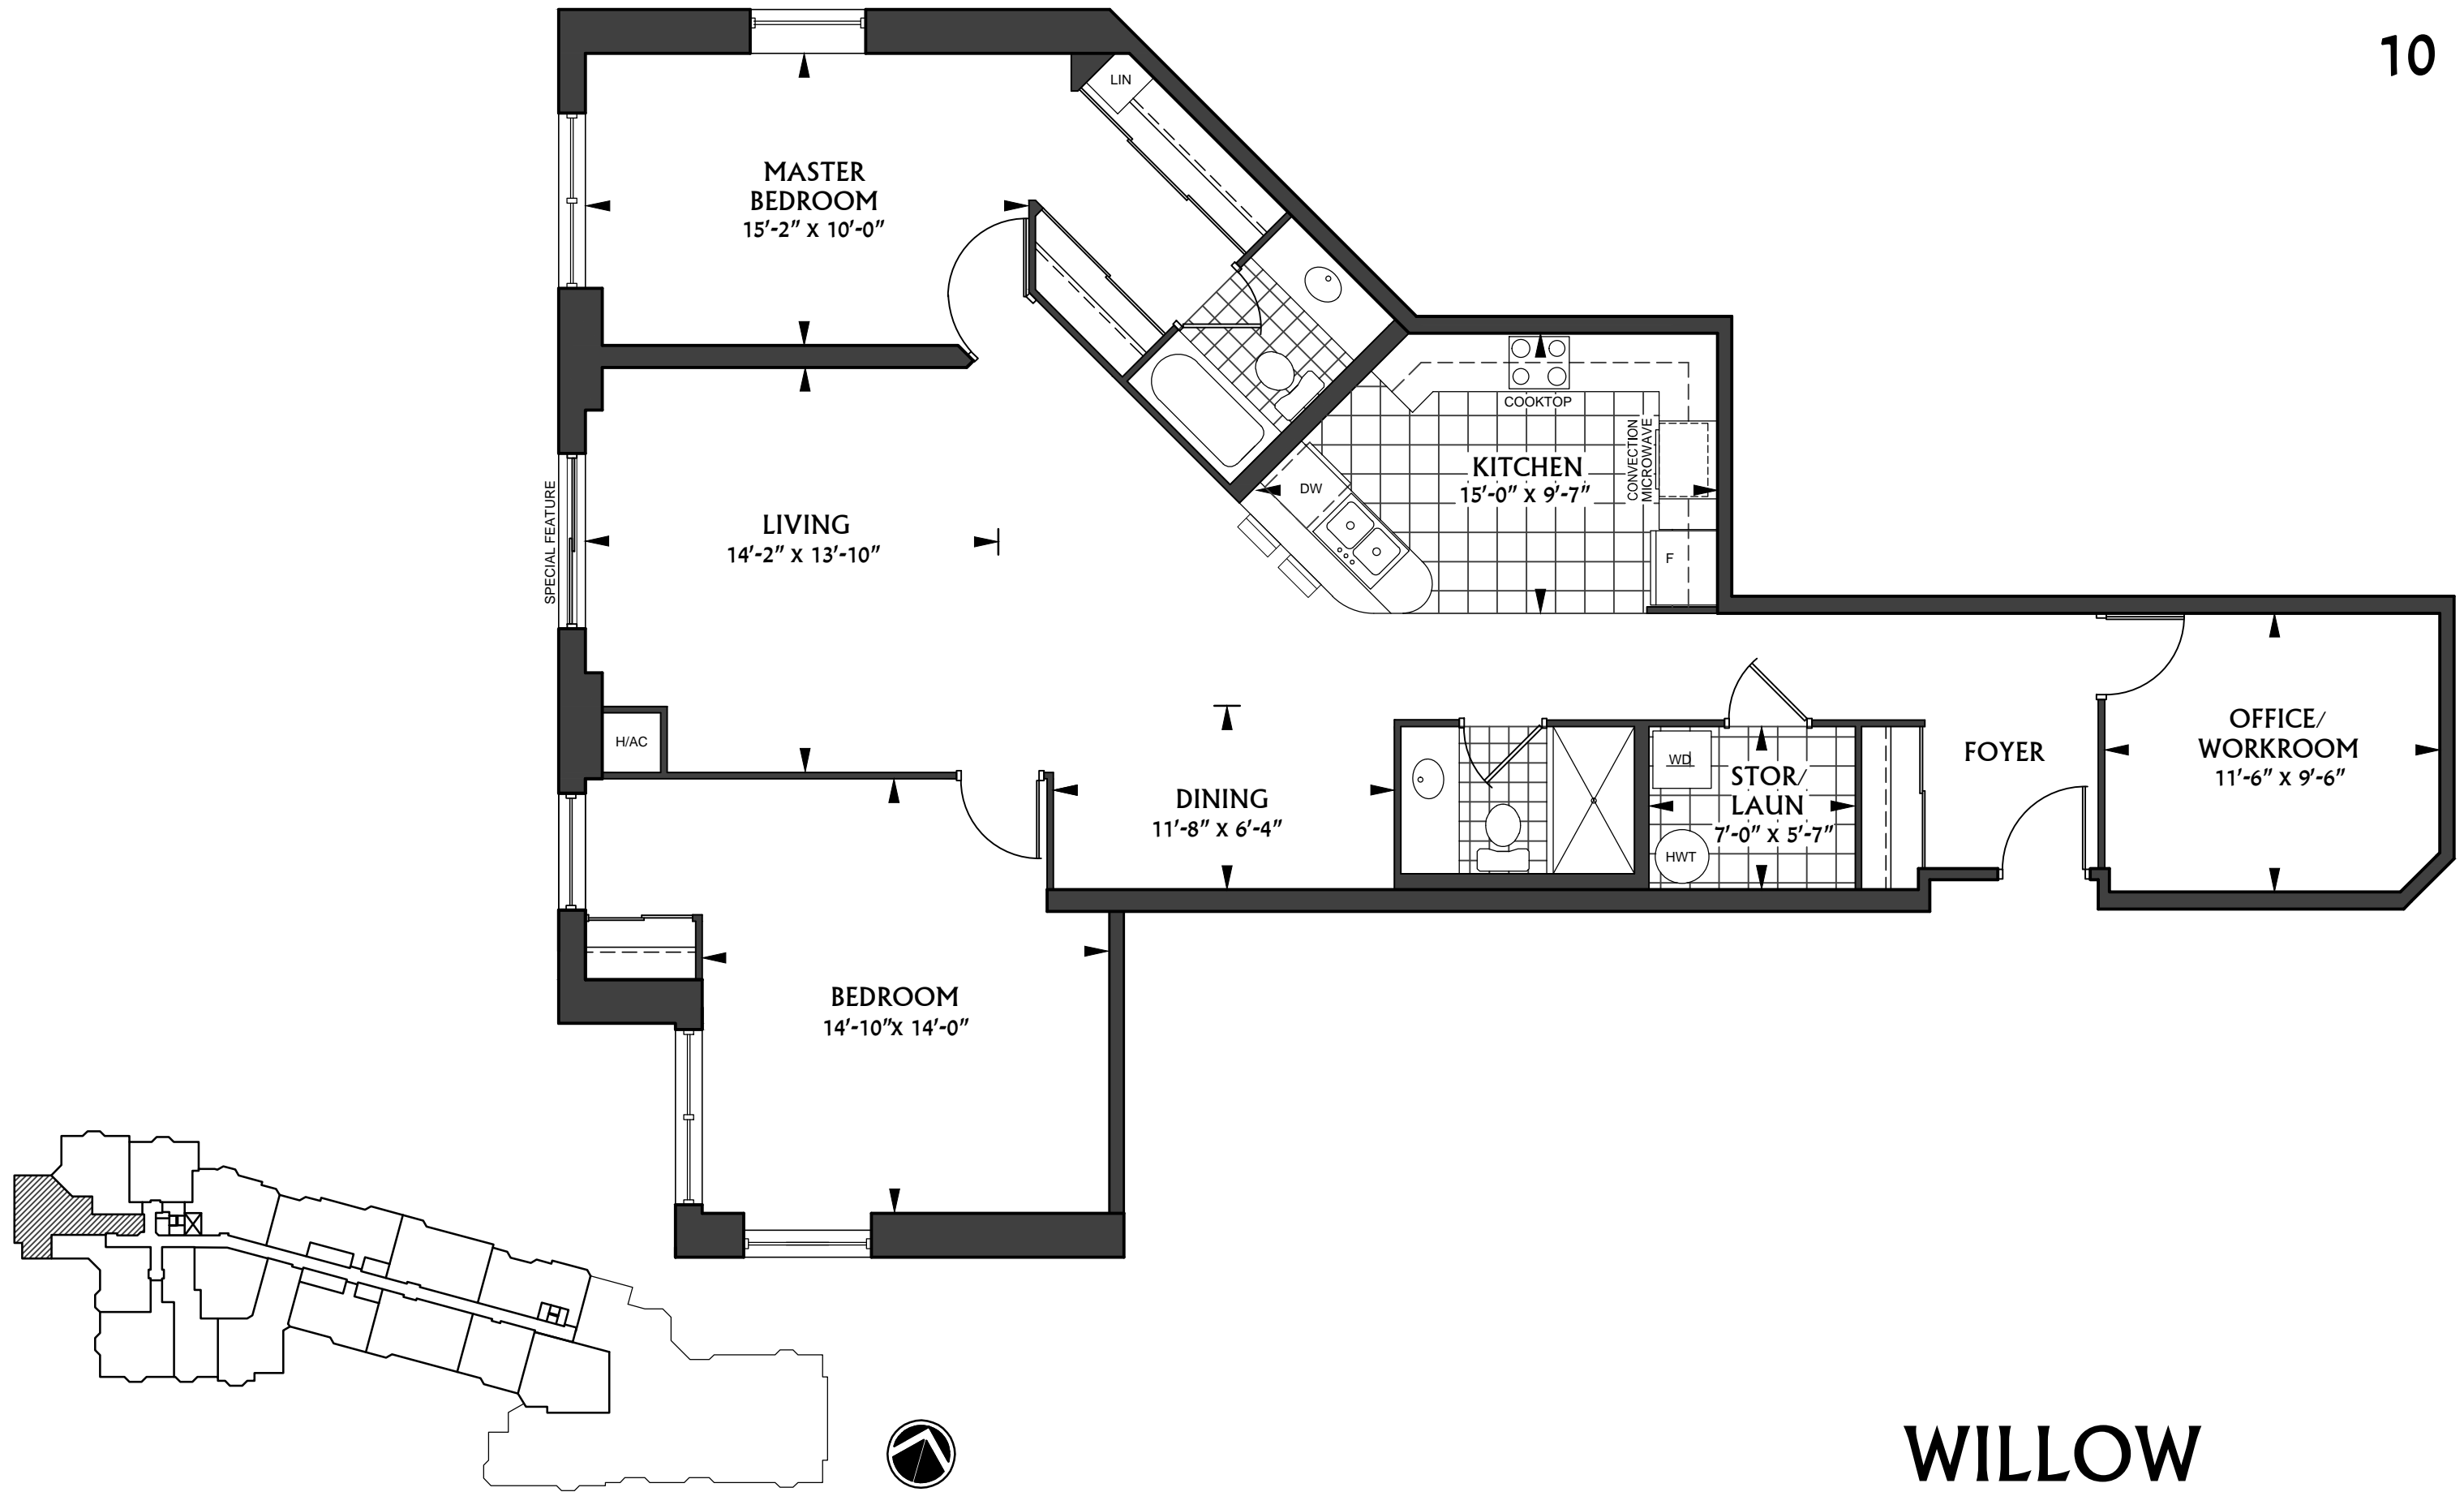 10
LIN
MASTER
BEDROOM
15'-2" X 10'-0"
COOKTOP
CONVECTION
MICROWAVE
KITCHEN
15'-0" X 9'-7"
DW
F
SPECIAL FEATURE
LIVING
14'-2" X 13'-10"
H/AC
DINING
11'-8" X 6'-4"
WD
STOR/
LAUN
7'-0" X 5'-7"
HWT
FOYER
OFFICE/
WORKROOM
11'-6" X 9'-6"
BEDROOM
14'-10"X 14'-0"
WILLOW